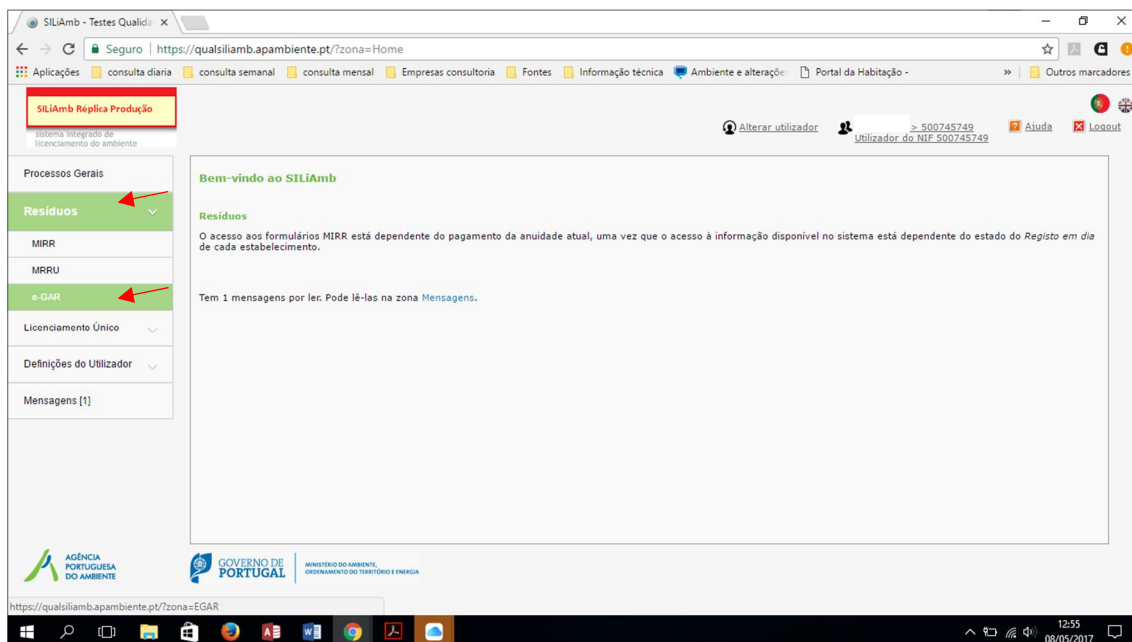 SILiAmb - Testes Qualida
Seguro | https://qualsiliamb.apambiente.pt/?zona=Home
Aplicações consulta diaria consulta semanal consulta mensal Empresas consultoria Fontes Informação técnica Ambiente e alteraçõe Portal da Habitação - » Outros marcadores
SILiAmb Réplica Produção
sistema integrado de
licenciamento do ambiente
Alterar utilizador > 500745749 Ajuda Logout
Utilizador do NIF 500745749
Processos Gerais
Resíduos
MIRR
MRRU
e-GAR
Licenciamento Único
Definições do Utilizador
Mensagens [1]
Bem-vindo ao SILiAmb
Resíduos
O acesso aos formulários MIRR está dependente do pagamento da anuidade atual, uma vez que o acesso à informação disponível no sistema está dependente do estado do Registo em dia
de cada estabelecimento.
Tem 1 mensagens por ler. Pode lê-las na zona Mensagens.
AGÊNCIA
PORTUGUESA
DO AMBIENTE
GOVERNO DE
PORTUGAL
MINISTÉRIO DO AMBIENTE,
ORDENAMENTO DO TERRITÓRIO E ENERGIA
https://qualsiliamb.apambiente.pt/?zona=EGAR
12:55
08/05/2017